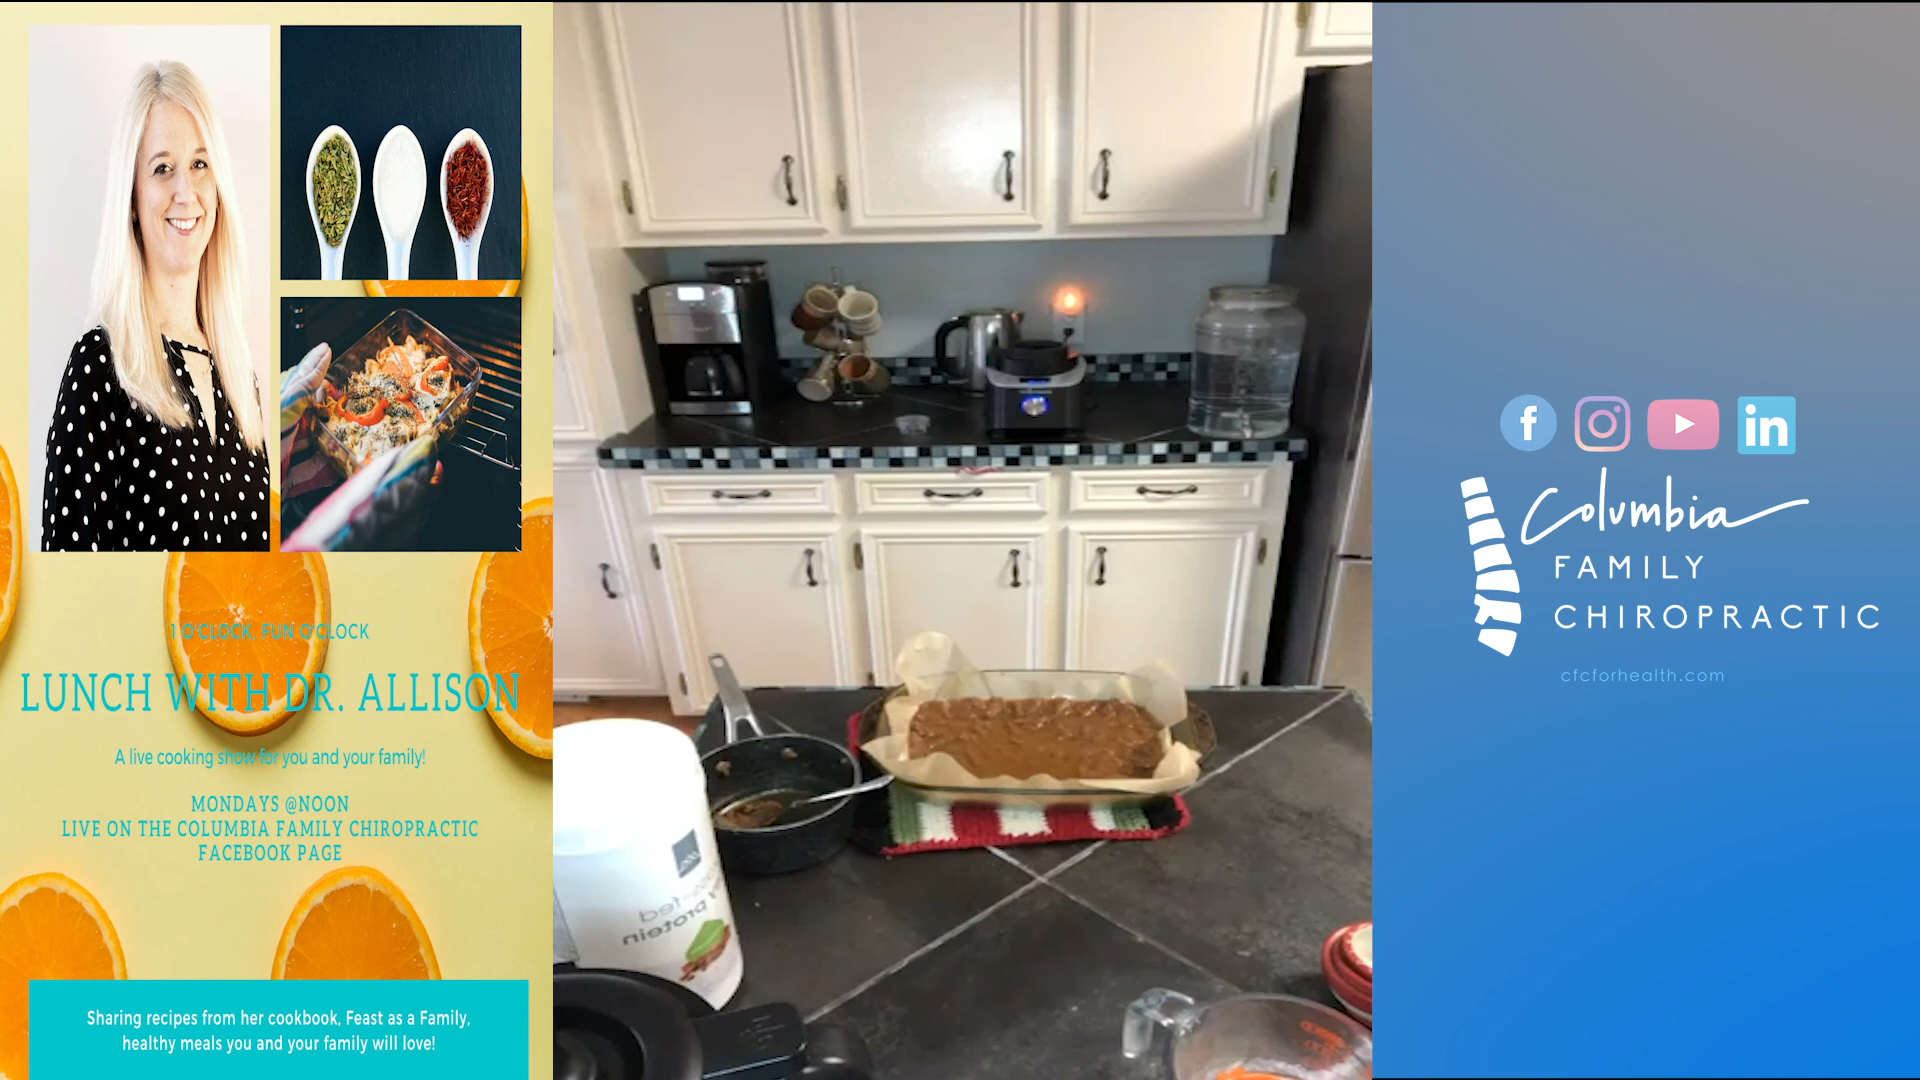 1 O'CLOCK, FUN O'CLOCK
LUNCH WITH DR. ALLISON
A live cooking show for you and your family!
MONDAYS @NOON
LIVE ON THE COLUMBIA FAMILY CHIROPRACTIC
FACEBOOK PAGE
Sharing recipes from her cookbook, Feast as a Family,
healthy meals you and your family will love!
protein
in
Columbia
FAMILY
CHIROPRACTIC
cfcforhealth.com